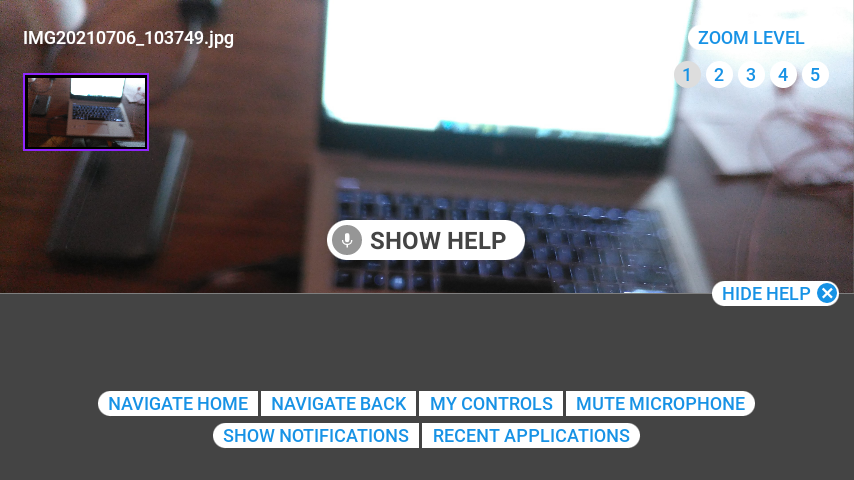 IMG20210706_103749.jpg
ZOOM LEVEL
1 2 3 4 5
SHOW HELP
HIDE HELP
NAVIGATE HOME NAVIGATE BACK MY CONTROLS MUTE MICROPHONE
SHOW NOTIFICATIONS RECENT APPLICATIONS